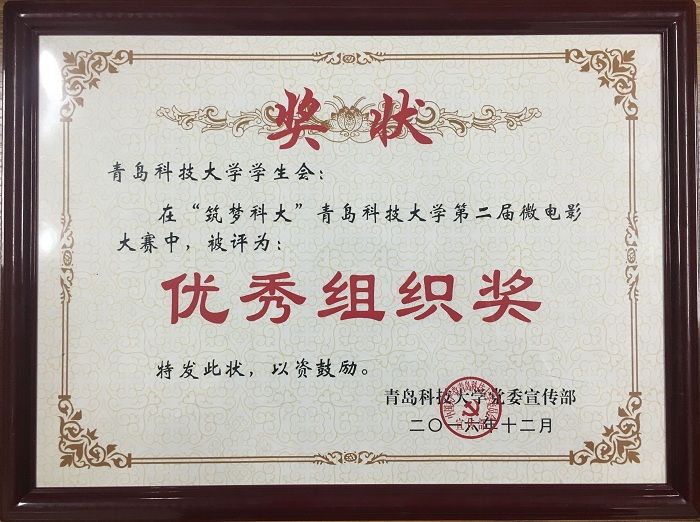 奖状
青岛科技大学学生会：
在“筑梦科大”青岛科技大学第二届微电影
大赛中，被评为：
优秀组织奖
特发此状，以资鼓励。
青岛科技大学党委宣传部
二〇一六年十二月